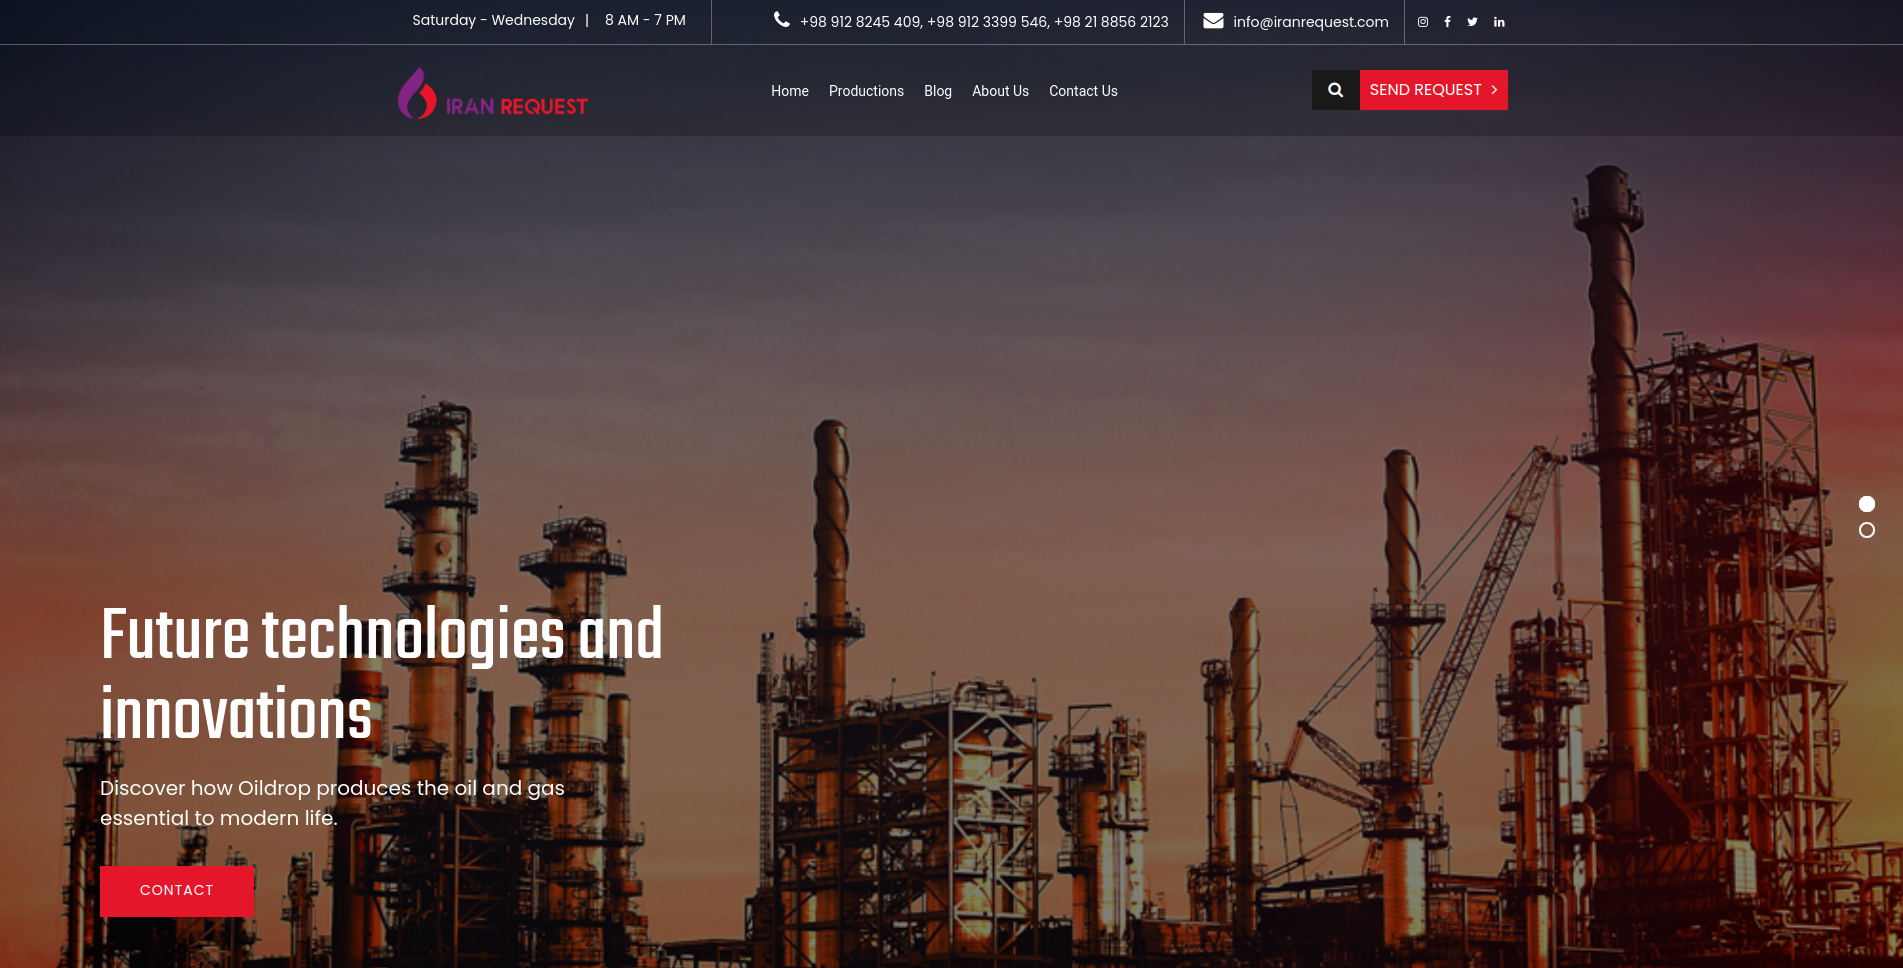 Saturday - Wednesday | 8 AM - 7 PM
+98 912 8245 409, +98 912 3399 546, +98 21 8856 2123
info@iranrequest.com
IRAN REQUEST
Home Productions Blog About Us Contact Us
SEND REQUEST
Future technologies and
innovations
Discover how Oildrop produces the oil and gas
essential to modern life.
CONTACT